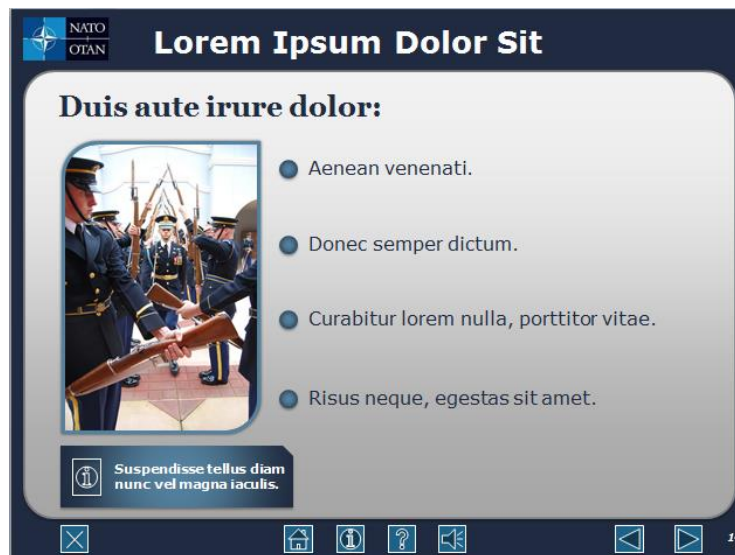 NATO
OTAN
Lorem Ipsum Dolor Sit
Duis aute irure dolor:
Aenean venenati.
Donec semper dictum.
Curabitur lorem nulla, porttitor vitae.
Risus neque, egestas sit amet.
Suspendisse tellus diam
nunc vel magna iaculis.